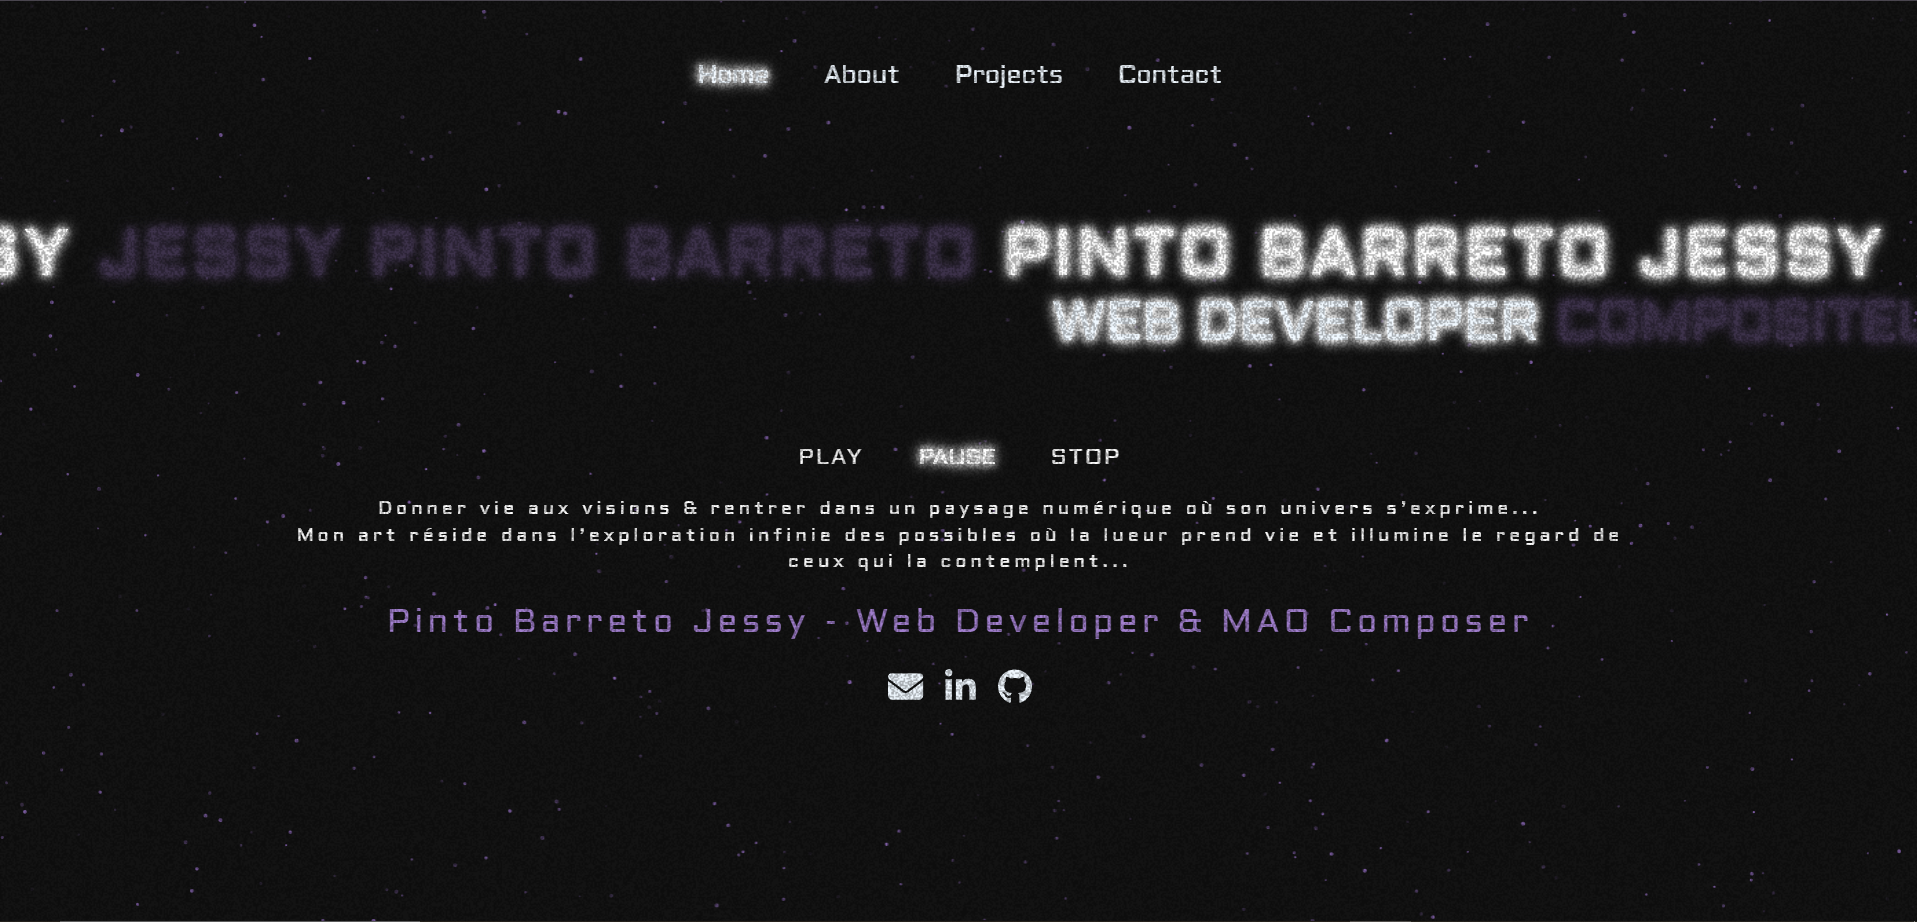 Home About Projects Contact
SY JESSY PINTO BARRETO PINTO BARRETO JESSY
WEB DEVELOPER
PLAY PAUSE STOP
Donner vie aux visions & rentrer dans un paysage numérique où son univers s’exprime...
Mon art réside dans l’exploration infinie des possibles où la lueur prend vie et illumine le regard de
ceux qui la contemplent...
Pinto Barreto Jessy - Web Developer & MAO Composer
in